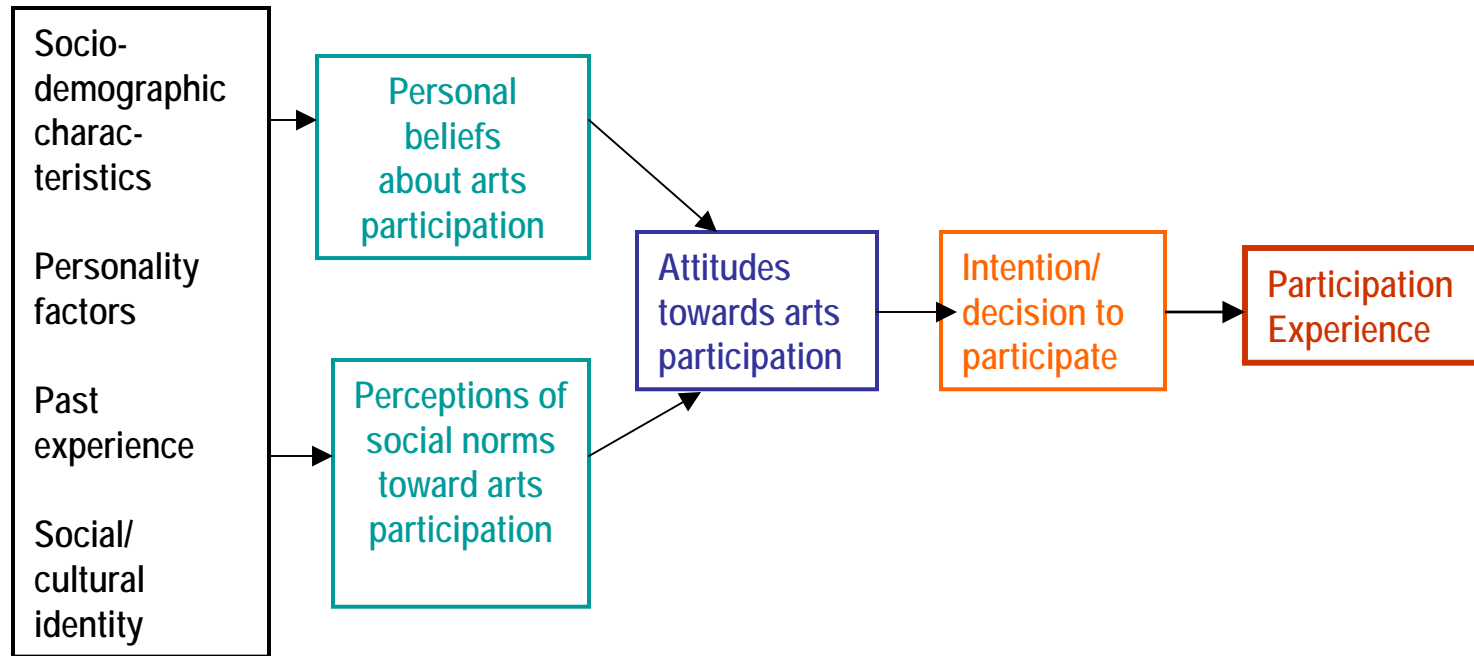 Socio-
demographic
charac-
teristics
Personality
factors
Past
experience
Social/
cultural
identity
Personal
beliefs
about arts
participation
Perceptions of
social norms
toward arts
participation
Attitudes
towards arts
participation
Intention/
decision to
participate
Participation
Experience